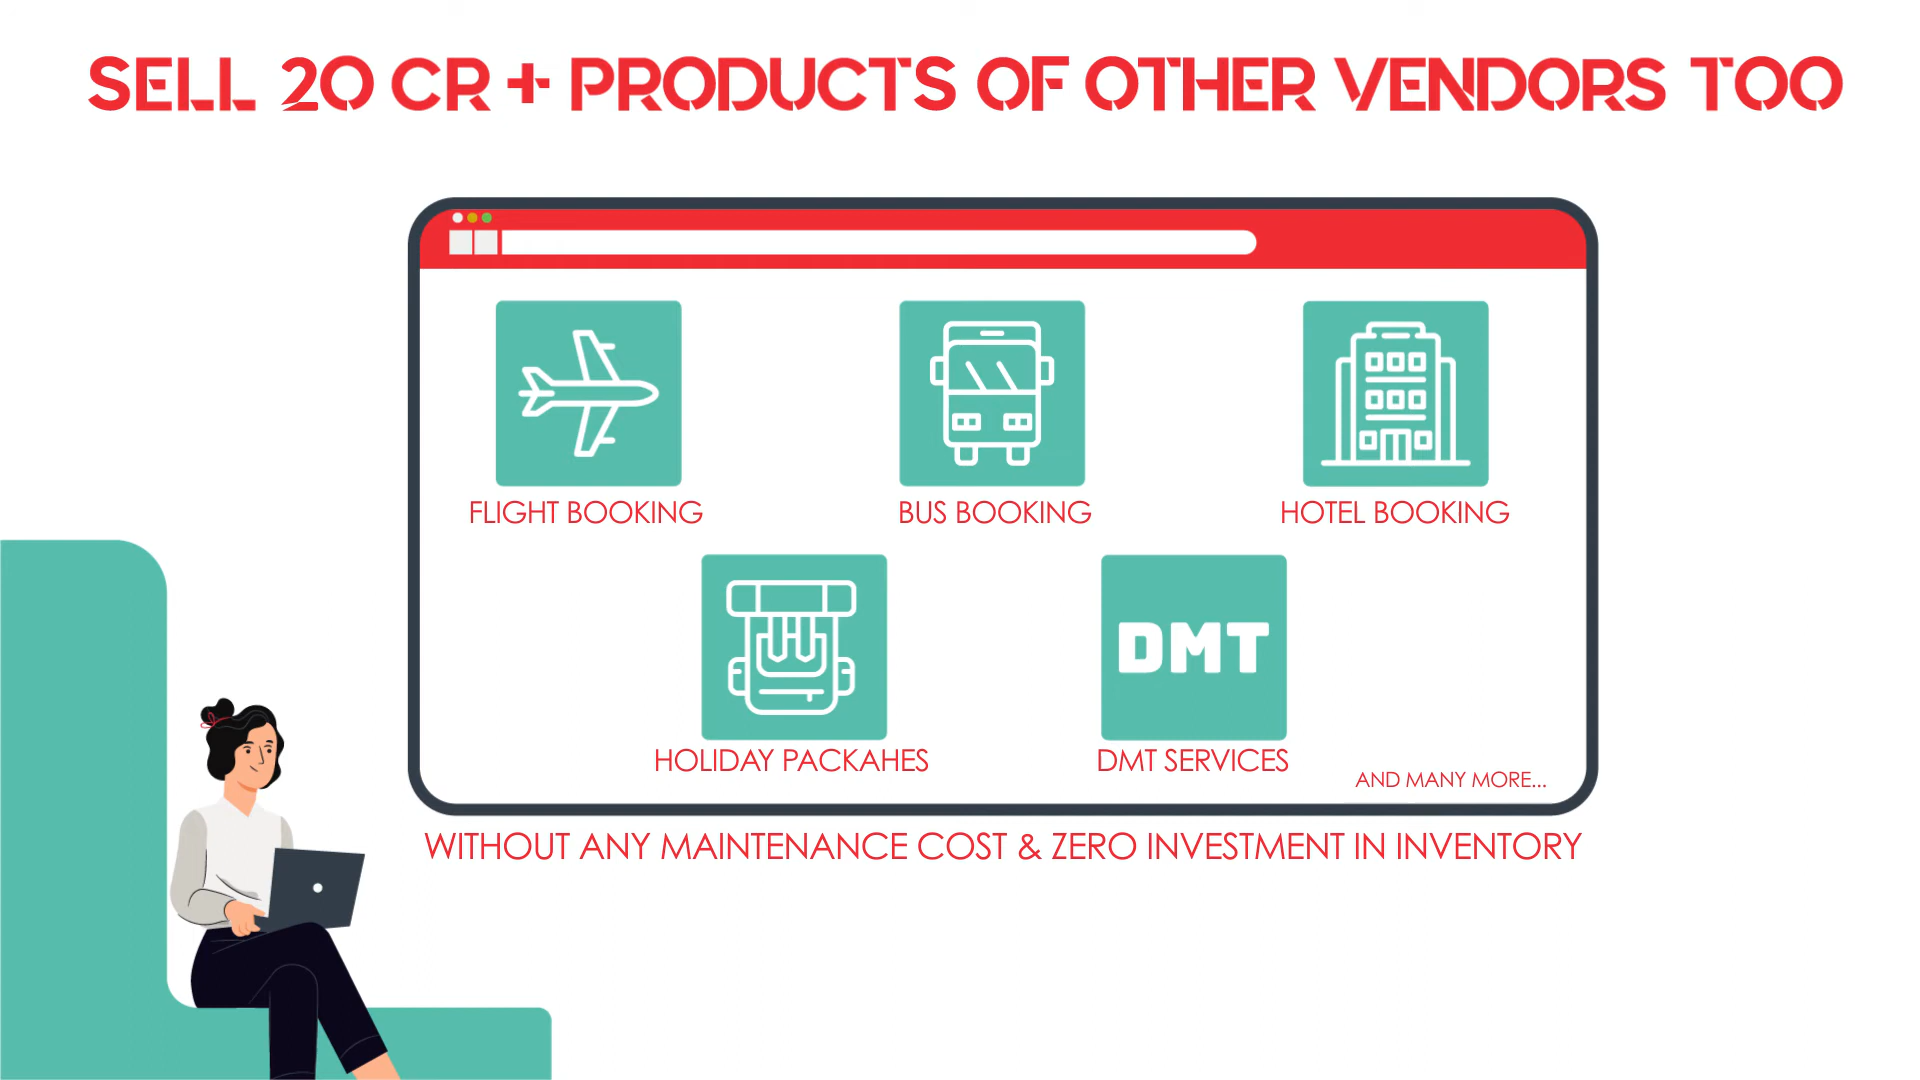 SELL 20 CR + PRODUCTS OF OTHER VENDORS TOO
FLIGHT BOOKING
BUS BOOKING
HOTEL BOOKING
DMT
HOLIDAY PACKAHES
DMT SERVICES
AND MANY MORE...
WITHOUT ANY MAINTENANCE COST & ZERO INVESTMENT IN INVENTORY